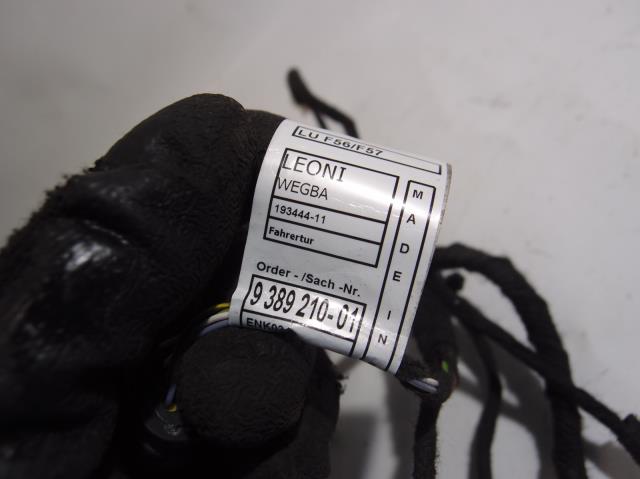 LU F56/F57
LEONI
WEGBA
193444-11
Fahrertur
Order - /Sach -Nr.
9 389 210-01
MADE IN